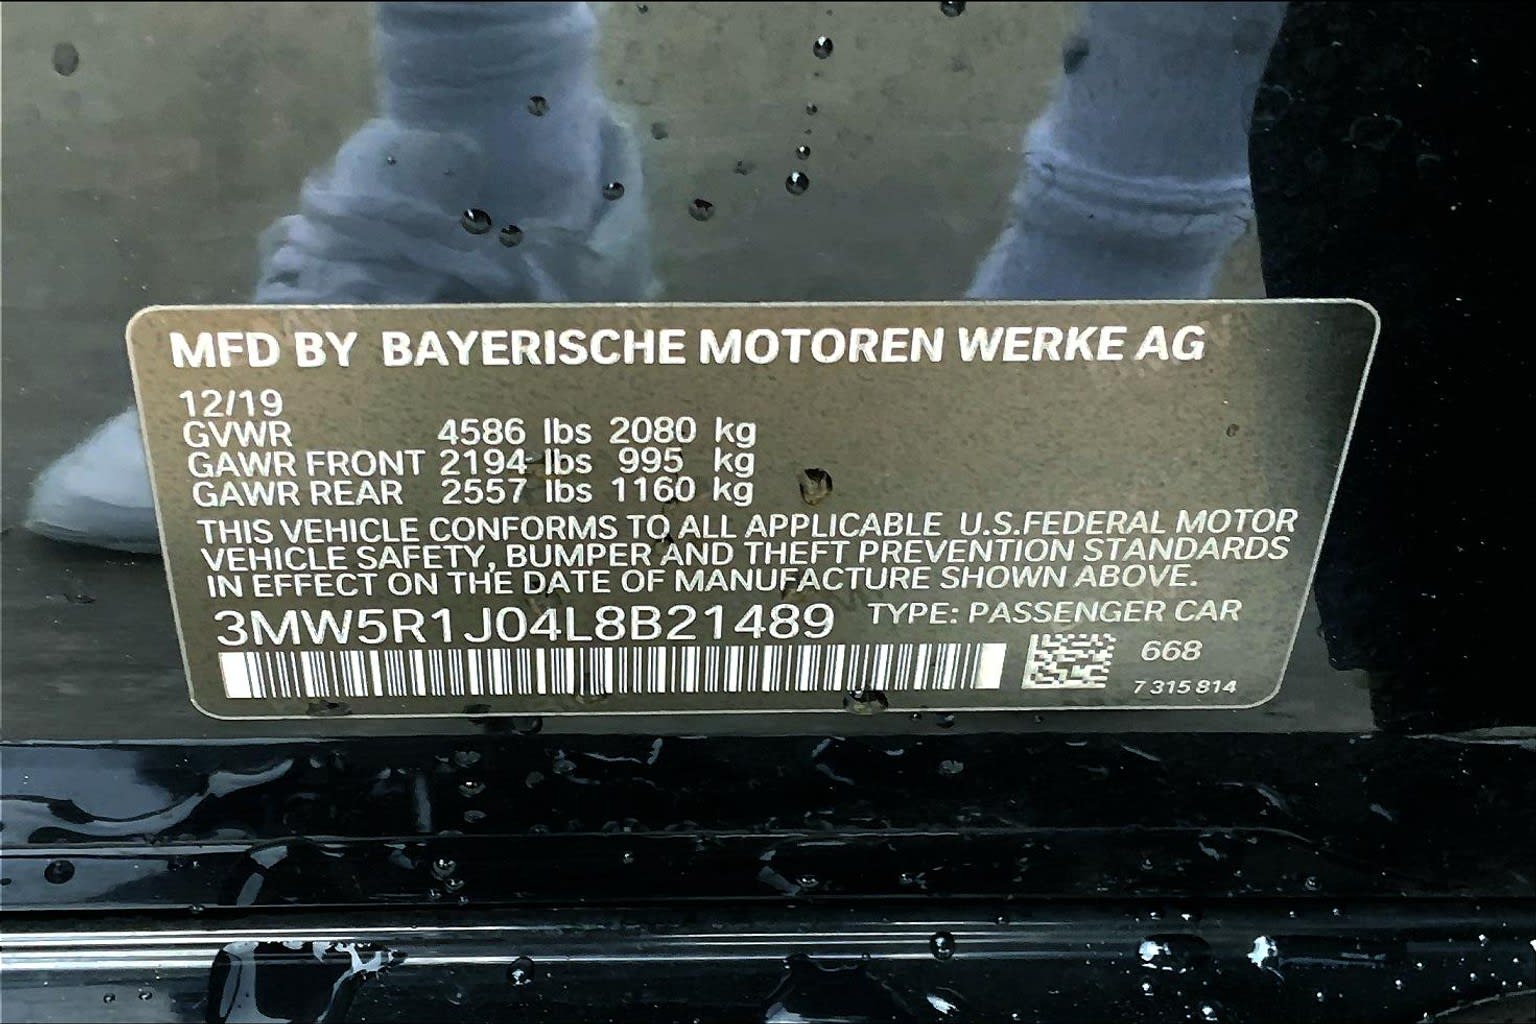 MFD BY BAYERISCHE MOTOREN WERKE AG
12/19
GVWR 4586 lbs 2080 kg
GAWR FRONT 2194 lbs 995 kg
GAWR REAR 2557 lbs 1160 kg
THIS VEHICLE CONFORMS TO ALL APPLICABLE U.S.FEDERAL MOTOR
VEHICLE SAFETY, BUMPER AND THEFT PREVENTION STANDARDS
IN EFFECT ON THE DATE OF MANUFACTURE SHOWN ABOVE.
3MW5R1J04L8B21489 TYPE: PASSENGER CAR
668
7 315 814